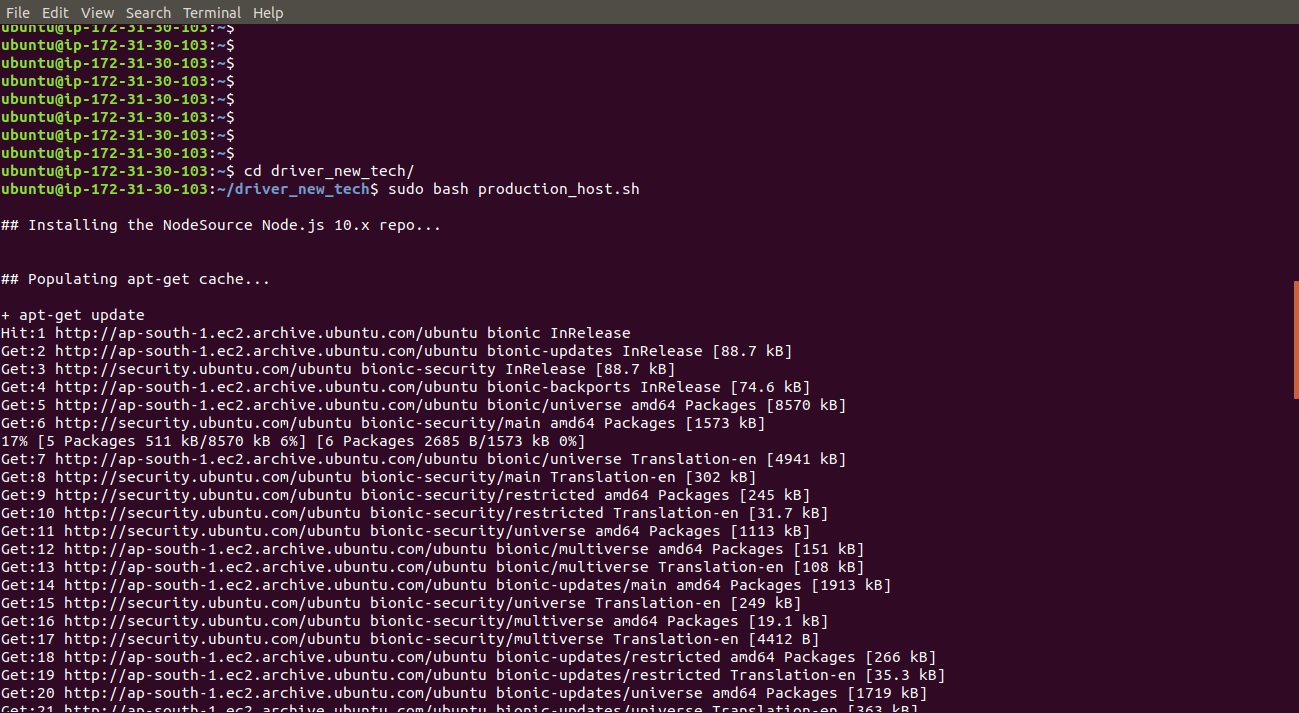 File Edit View Search Terminal Help
ubuntu@ip-172-31-30-103:~$
ubuntu@ip-172-31-30-103:~$
ubuntu@ip-172-31-30-103:~$
ubuntu@ip-172-31-30-103:~$
ubuntu@ip-172-31-30-103:~$
ubuntu@ip-172-31-30-103:~$
ubuntu@ip-172-31-30-103:~$
ubuntu@ip-172-31-30-103:~$
ubuntu@ip-172-31-30-103:~$ cd driver_new_tech/
ubuntu@ip-172-31-30-103:~/driver_new_tech$ sudo bash production_host.sh
## Installing the NodeSource Node.js 10.x repo...
## Populating apt-get cache...
+ apt-get update
Hit:1 http://ap-south-1.ec2.archive.ubuntu.com/ubuntu bionic InRelease
Get:2 http://ap-south-1.ec2.archive.ubuntu.com/ubuntu bionic-updates InRelease [88.7 kB]
Get:3 http://security.ubuntu.com/ubuntu bionic-security InRelease [88.7 kB]
Get:4 http://ap-south-1.ec2.archive.ubuntu.com/ubuntu bionic-backports InRelease [74.6 kB]
Get:5 http://ap-south-1.ec2.archive.ubuntu.com/ubuntu bionic/universe amd64 Packages [8570 kB]
Get:6 http://security.ubuntu.com/ubuntu bionic-security/main amd64 Packages [1573 kB]
17% [5 Packages 511 kB/8570 kB 6%] [6 Packages 2685 B/1573 kB 0%]
Get:7 http://ap-south-1.ec2.archive.ubuntu.com/ubuntu bionic/universe Translation-en [4941 kB]
Get:8 http://security.ubuntu.com/ubuntu bionic-security/main Translation-en [302 kB]
Get:9 http://security.ubuntu.com/ubuntu bionic-security/restricted amd64 Packages [245 kB]
Get:10 http://security.ubuntu.com/ubuntu bionic-security/restricted Translation-en [31.7 kB]
Get:11 http://security.ubuntu.com/ubuntu bionic-security/universe amd64 Packages [1113 kB]
Get:12 http://ap-south-1.ec2.archive.ubuntu.com/ubuntu bionic/multiverse amd64 Packages [151 kB]
Get:13 http://ap-south-1.ec2.archive.ubuntu.com/ubuntu bionic/multiverse Translation-en [108 kB]
Get:14 http://ap-south-1.ec2.archive.ubuntu.com/ubuntu bionic-updates/main amd64 Packages [1913 kB]
Get:15 http://security.ubuntu.com/ubuntu bionic-security/universe Translation-en [249 kB]
Get:16 http://security.ubuntu.com/ubuntu bionic-security/multiverse amd64 Packages [19.1 kB]
Get:17 http://security.ubuntu.com/ubuntu bionic-security/multiverse Translation-en [4412 B]
Get:18 http://ap-south-1.ec2.archive.ubuntu.com/ubuntu bionic-updates/restricted amd64 Packages [266 kB]
Get:19 http://ap-south-1.ec2.archive.ubuntu.com/ubuntu bionic-updates/restricted Translation-en [35.3 kB]
Get:20 http://ap-south-1.ec2.archive.ubuntu.com/ubuntu bionic-updates/universe amd64 Packages [1719 kB]
Get:21 http://ap-south-1.ec2.archive.ubuntu.com/ubuntu bionic-updates/universe Translation-en [363 kB]